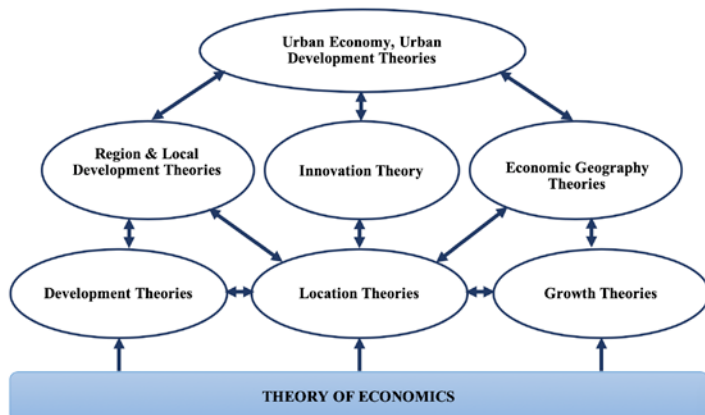 Urban Economy, Urban
Development Theories
Region & Local
Development Theories
Innovation Theory
Economic Geography
Theories
Development Theories
Location Theories
Growth Theories
THEORY OF ECONOMICS